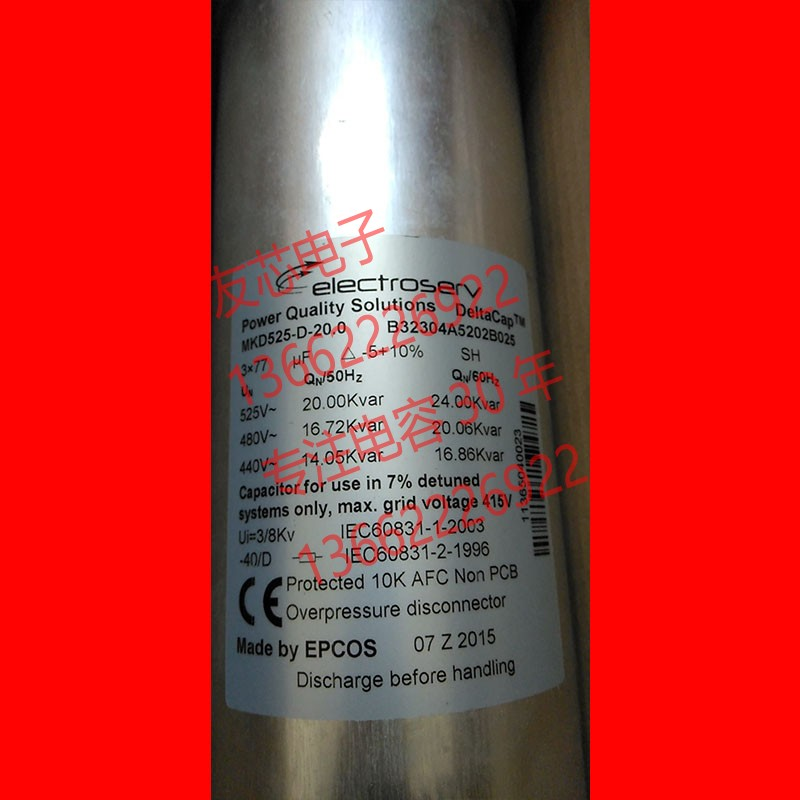 友芯电子
electroserv
Power Quality Solutions DeltaCap™
MKD525-D-20.0 B32304A5202B025
13662226922
3×77 µF △ -5+10% SH
UN QN/50Hz QN/60Hz
525V~ 20.00Kvar 24.00Kvar
480V~ 16.72Kvar 20.06Kvar
440V~ 14.05Kvar 16.86Kvar
专注电容 30 年
Capacitor for use in 7% detuned
systems only, max. grid voltage 415V
13662226922
Ui=3/8Kv IEC60831-1-2003
-40/D IEC60831-2-1996
Protected 10K AFC Non PCB
CE Overpressure disconnector
Made by EPCOS 07 Z 2015
Discharge before handling
11363040023